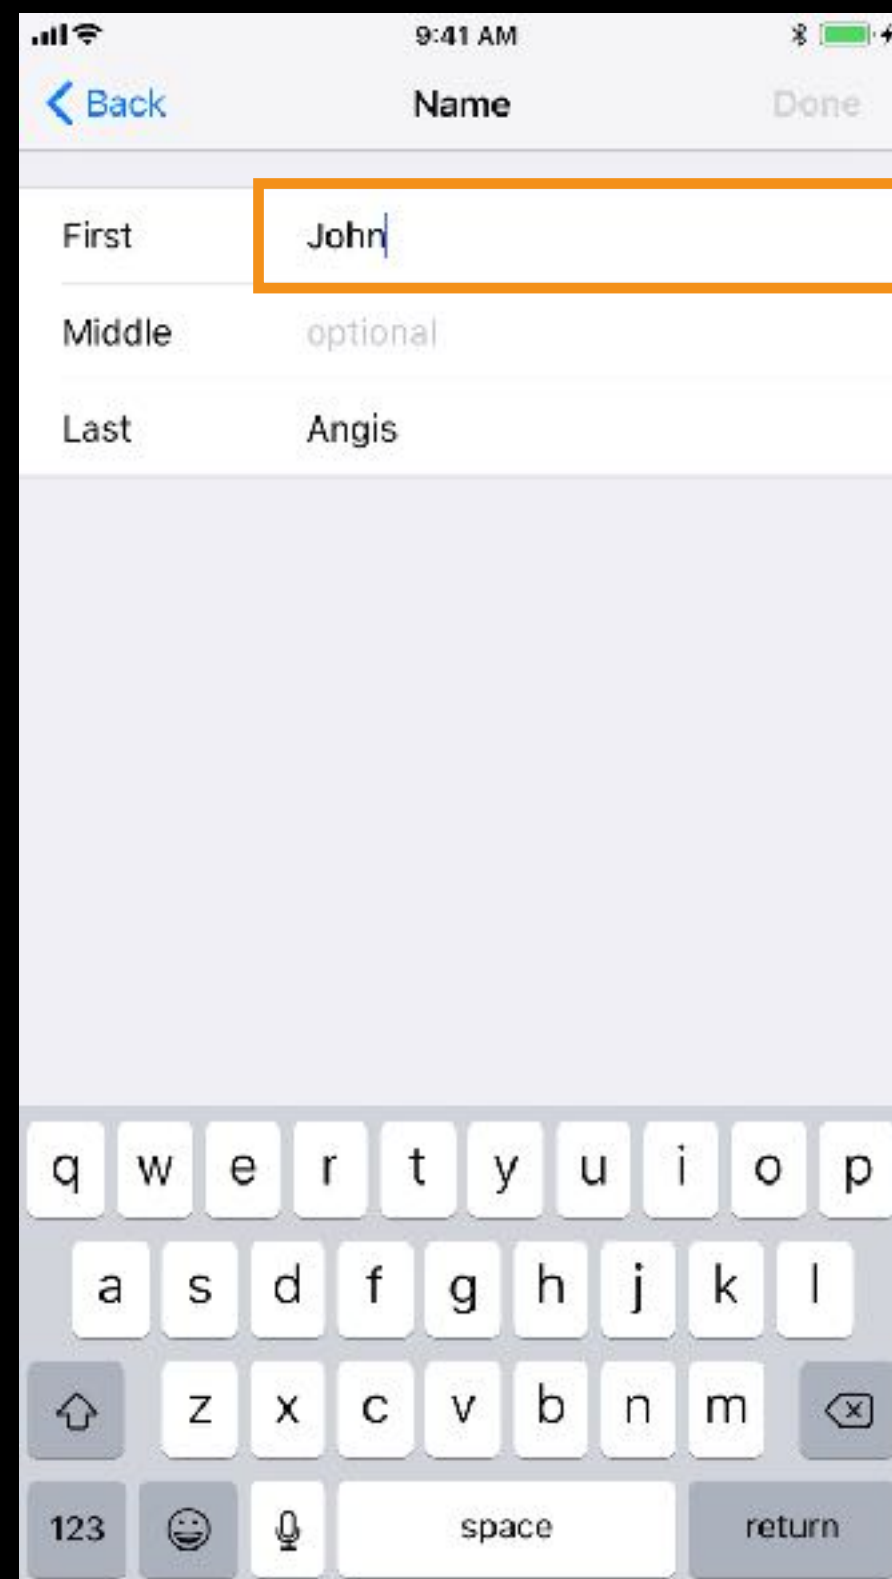 9:41 AM
Back Name Done
First John
Middle optional
Last Angis
q w e r t y u i o p
a s d f g h j k l
z x c v b n m
123 space return